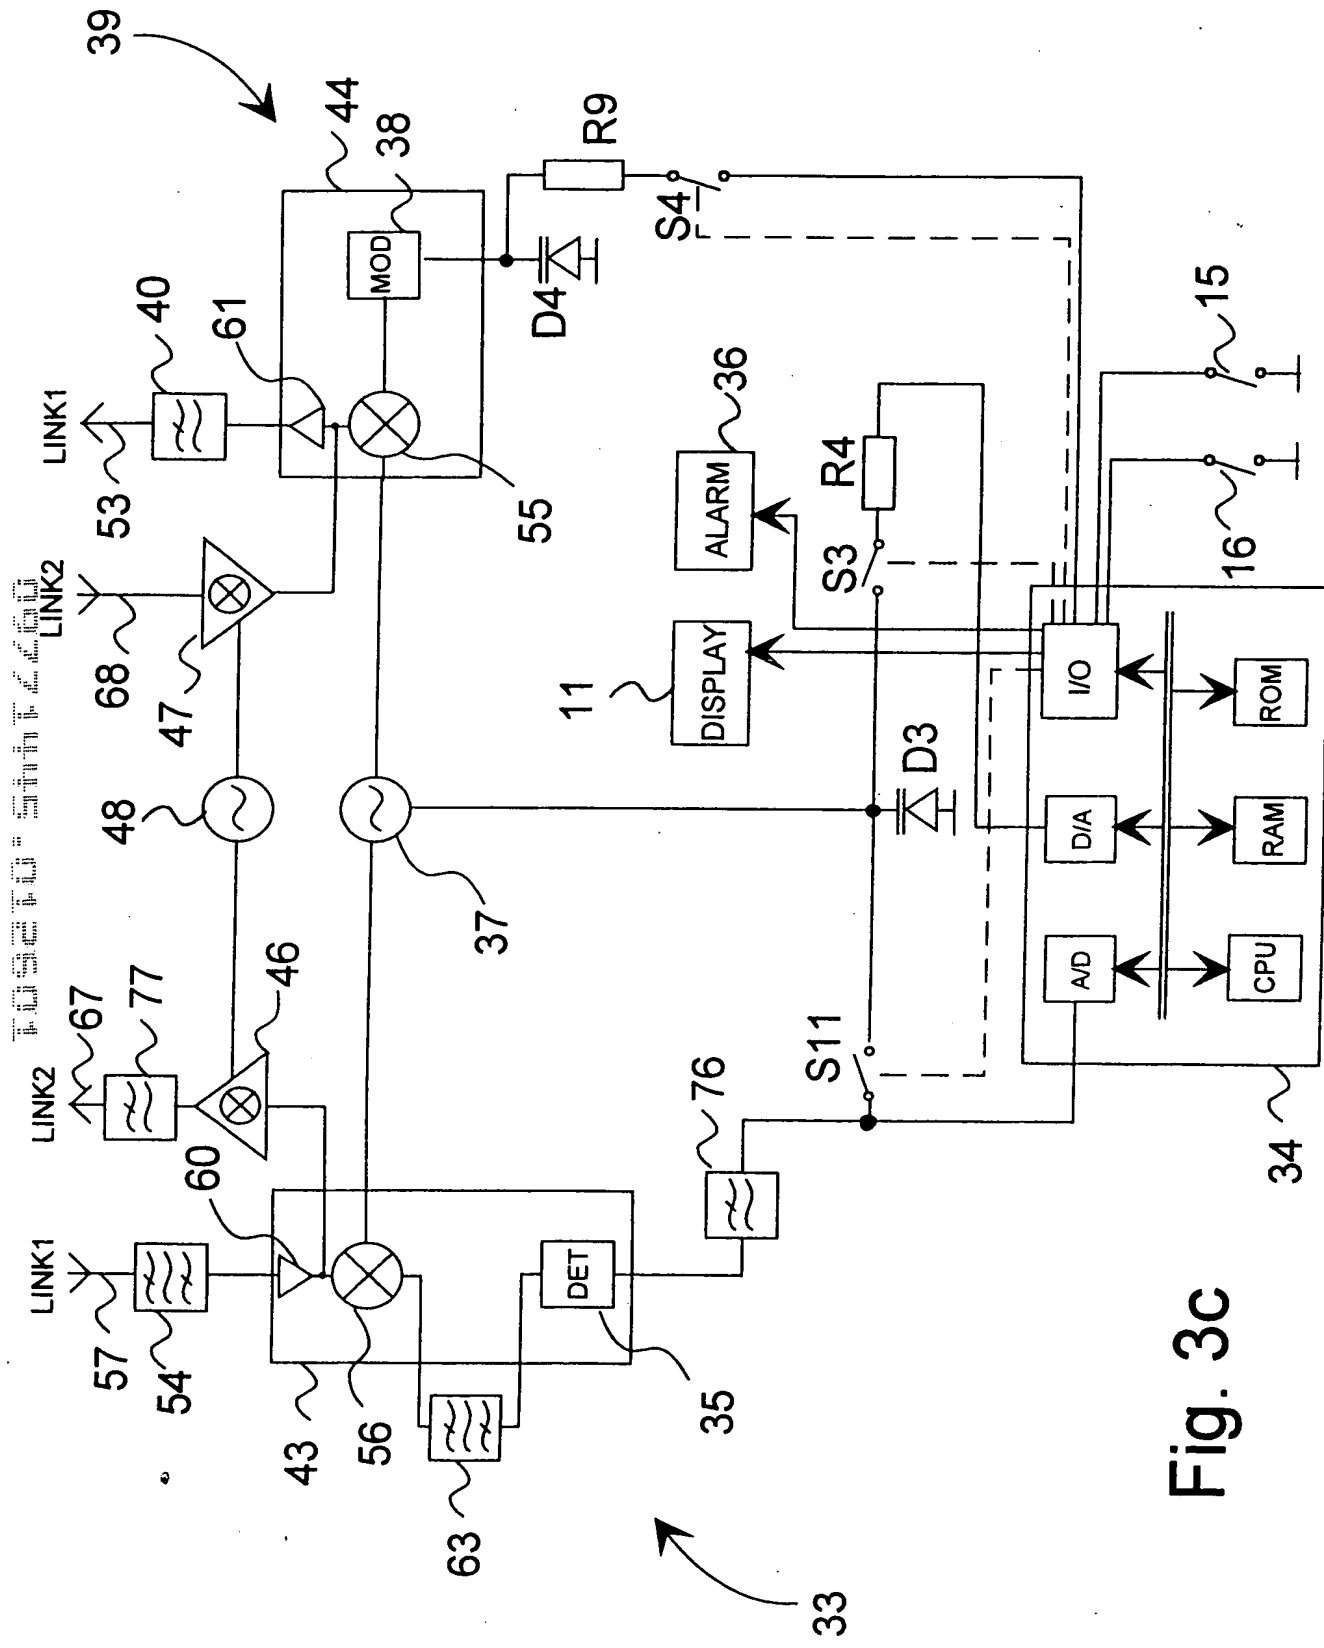 39
LINK1
40
61
44
38
MOD
53
55
D4
R9
S4
LINK2
68
47
48
37
LINK2
67
77
46
60
LINK1
57
54
43
56
63
35
DET
76
S11
D3
11
DISPLAY
36
ALARM
S3
R4
15
16
I/O
D/A
A/D
ROM
RAM
CPU
34
33
Fig. 3c